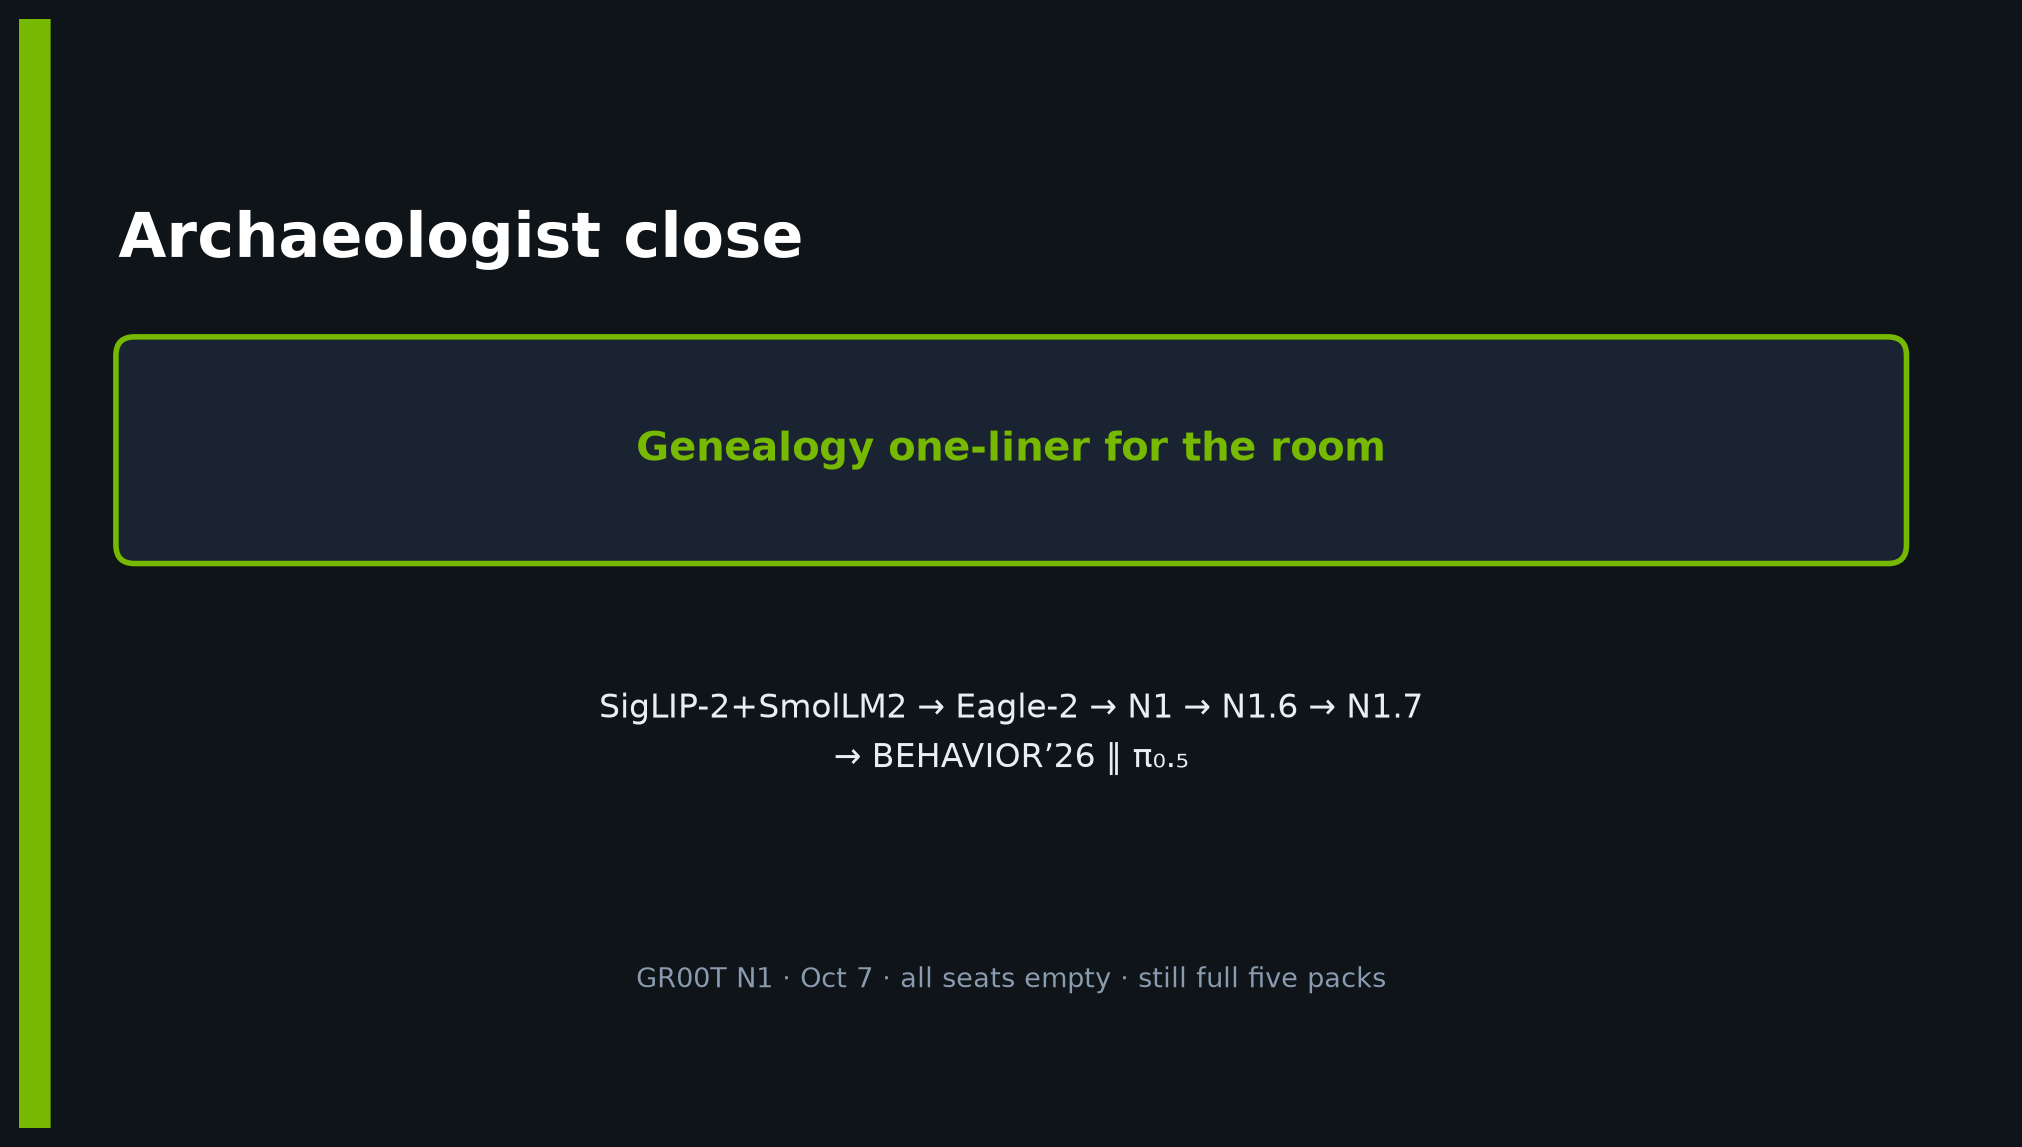 Archaeologist close
Genealogy one-liner for the room
SigLIP-2+SmolLM2 → Eagle-2 → N1 → N1.6 → N1.7
→ BEHAVIOR’26 ∥ π₀.₅
GR00T N1 · Oct 7 · all seats empty · still full five packs